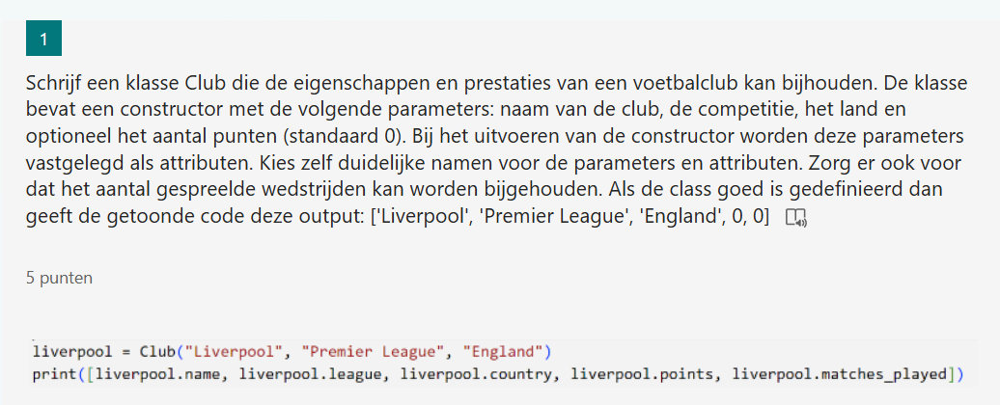 1
Schrijf een klasse Club die de eigenschappen en prestaties van een voetbalclub kan bijhouden. De klasse
bevat een constructor met de volgende parameters: naam van de club, de competitie, het land en
optioneel het aantal punten (standaard 0). Bij het uitvoeren van de constructor worden deze parameters
vastgelegd als attributen. Kies zelf duidelijke namen voor de parameters en attributen. Zorg er ook voor
dat het aantal gespreelde wedstrijden kan worden bijgehouden. Als de class goed is gedefinieerd dan
geeft de getoonde code deze output: ['Liverpool', 'Premier League', 'England', 0, 0]
5 punten
liverpool = Club("Liverpool", "Premier League", "England")
print([liverpool.name, liverpool.league, liverpool.country, liverpool.points, liverpool.matches_played])